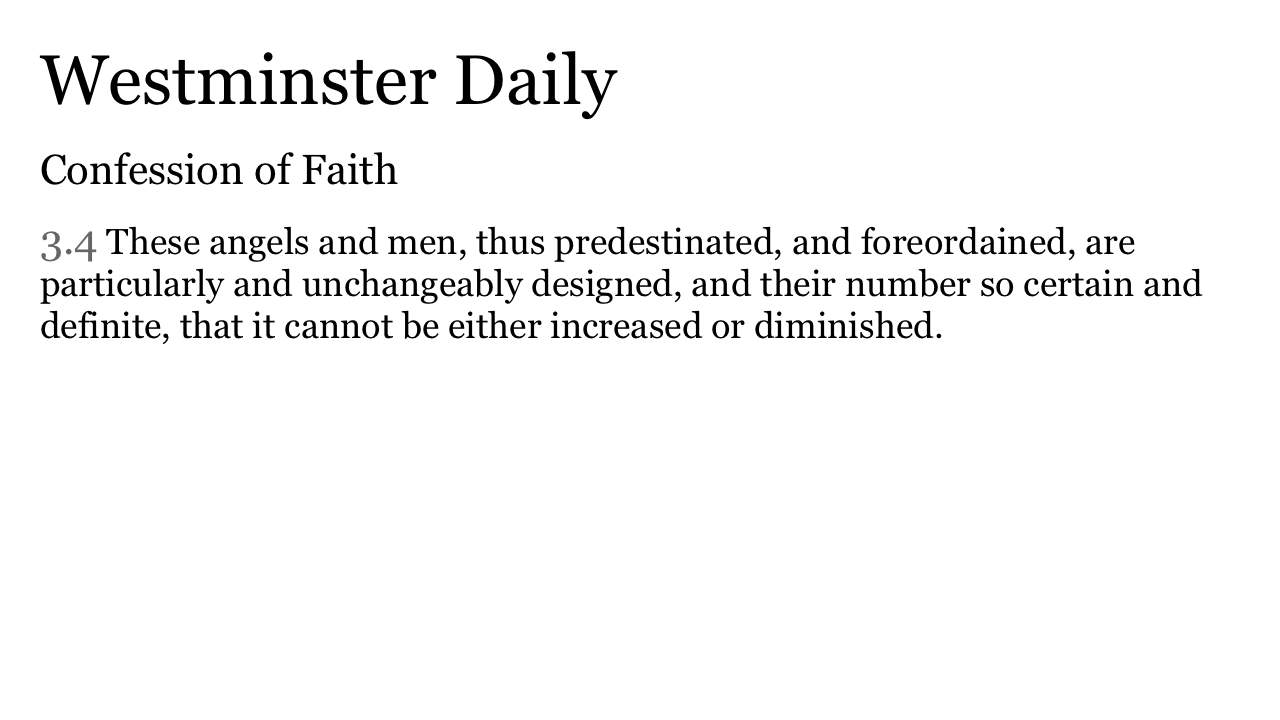 Westminster Daily
Confession of Faith
3.4 These angels and men, thus predestinated, and foreordained, are
particularly and unchangeably designed, and their number so certain and
definite, that it cannot be either increased or diminished.